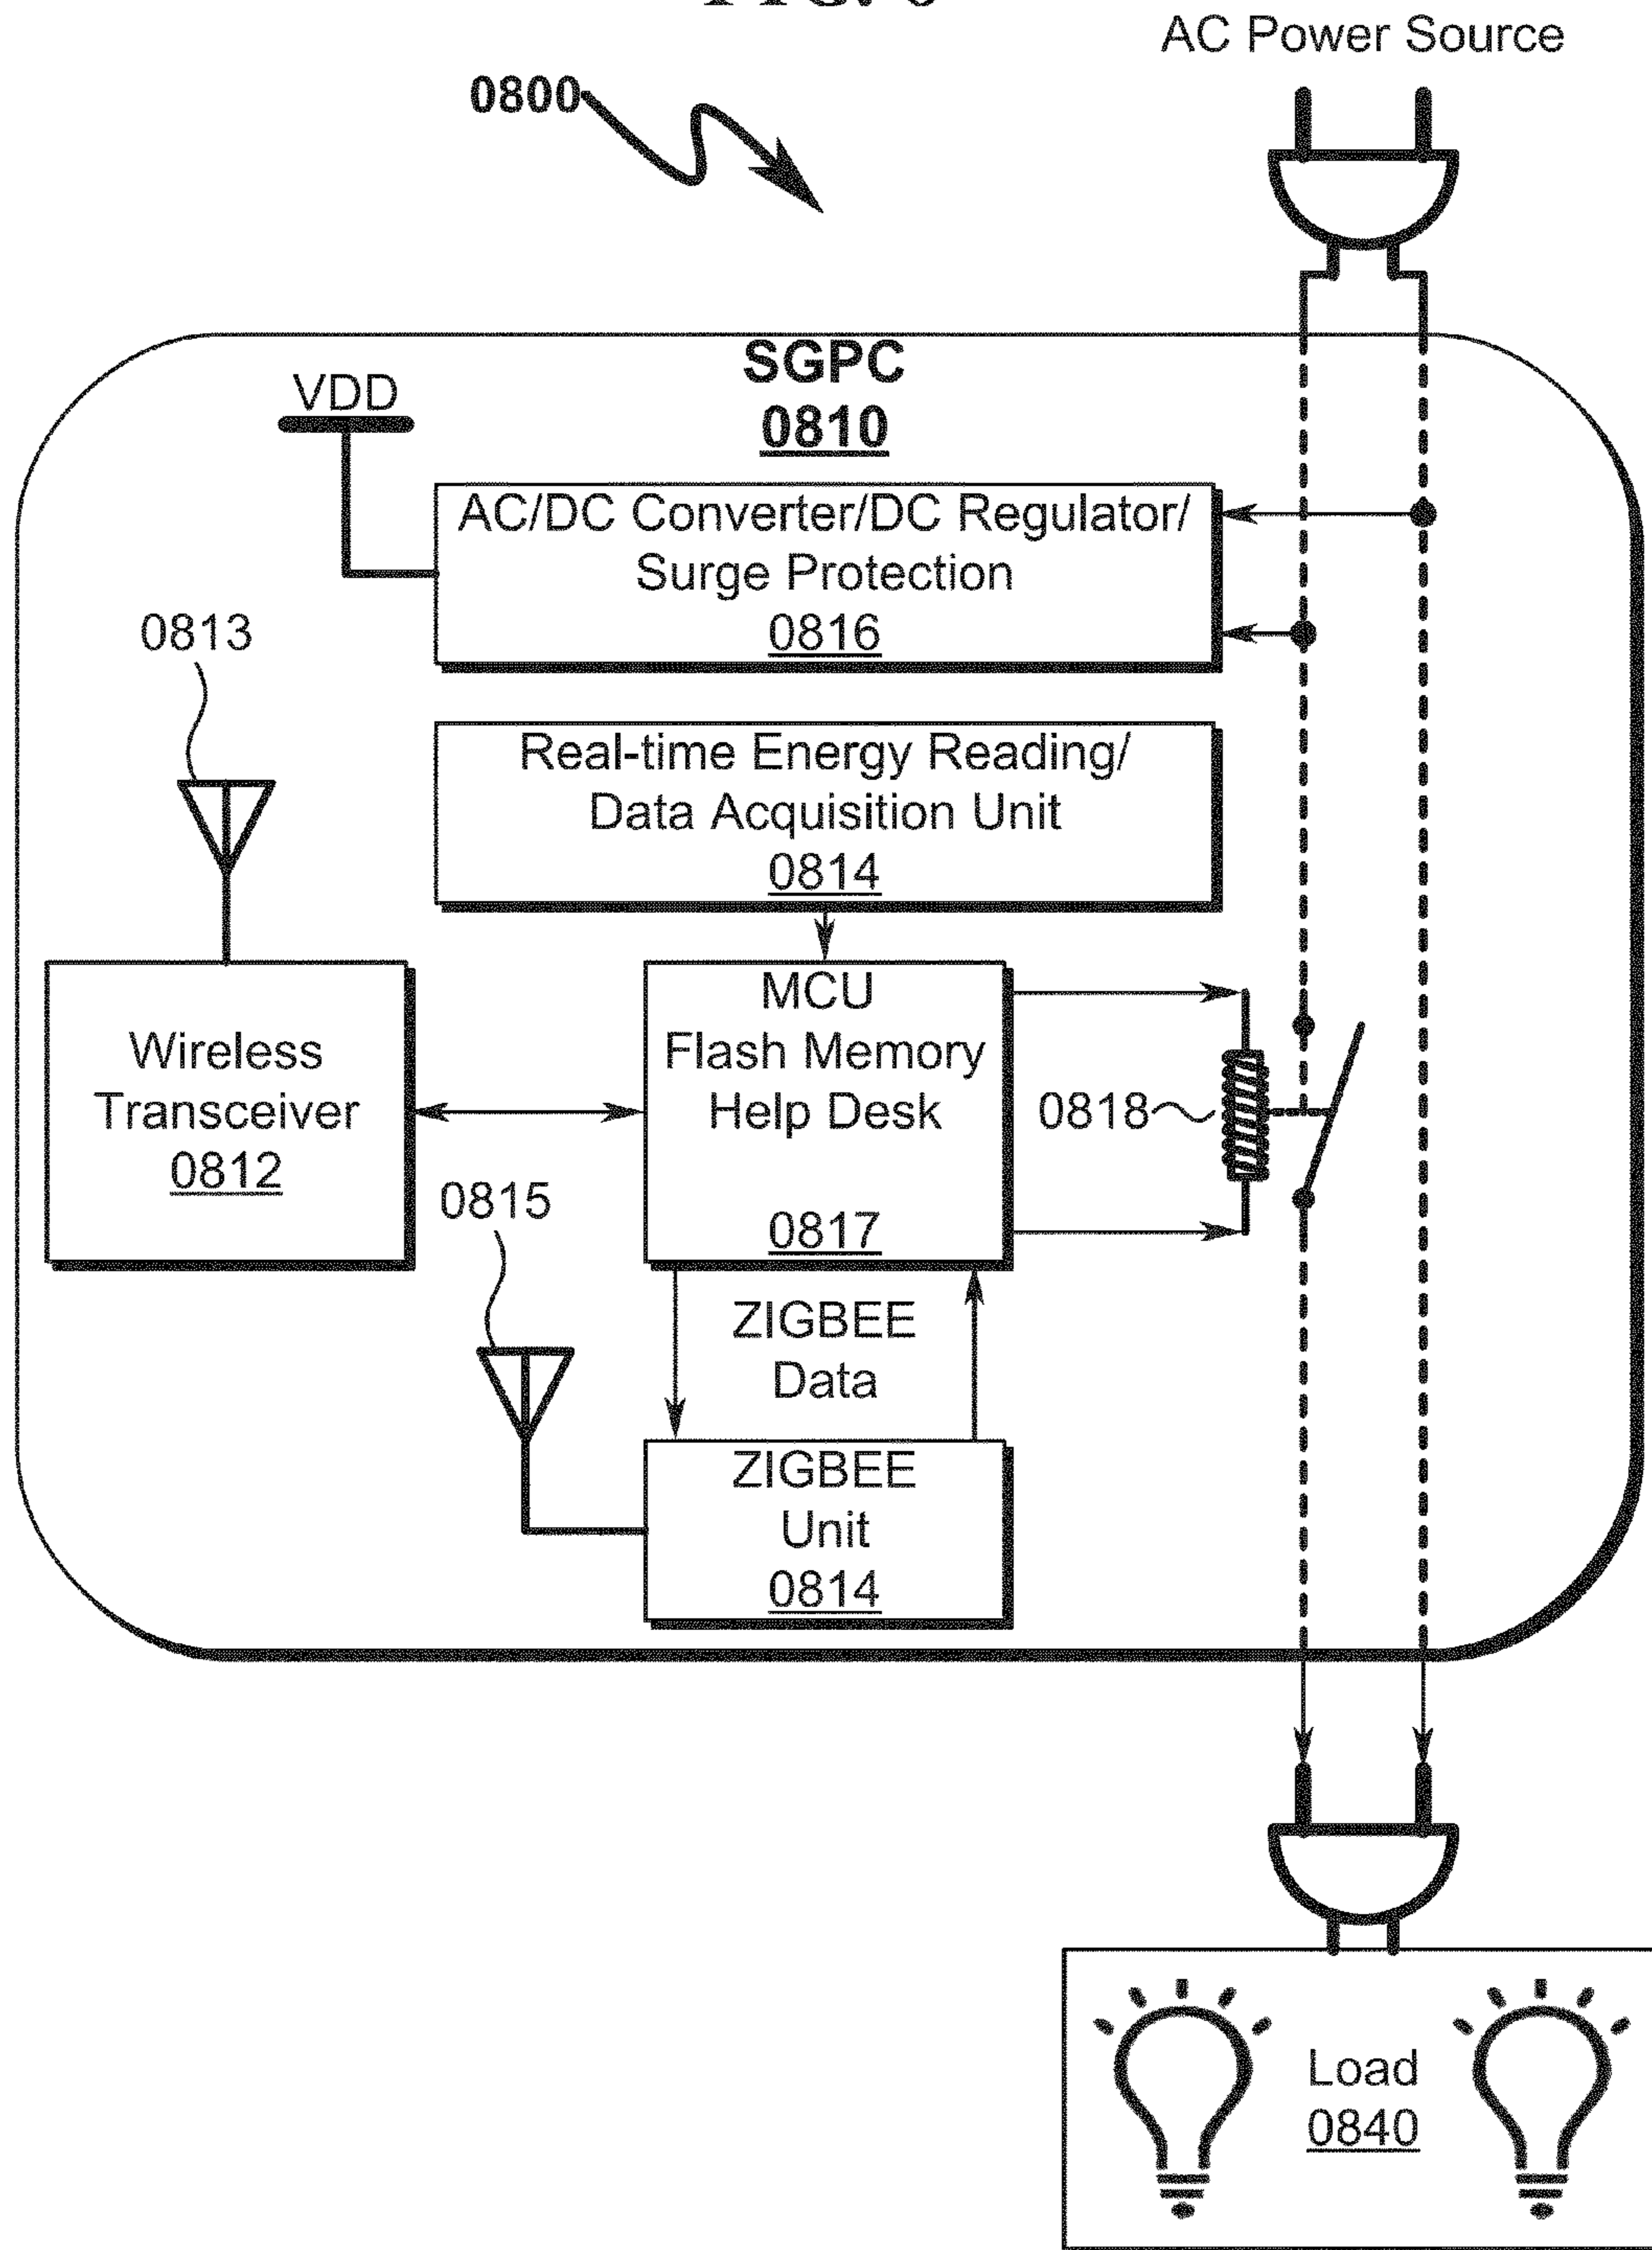 AC Power Source
0800
SGPC
0810
VDD
AC/DC Converter/DC Regulator/
Surge Protection
0816
0813
Real-time Energy Reading/
Data Acquisition Unit
0814
Wireless
Transceiver
0812
MCU
Flash Memory
Help Desk
0817
0818
0815
ZIGBEE
Data
ZIGBEE
Unit
0814
Load
0840